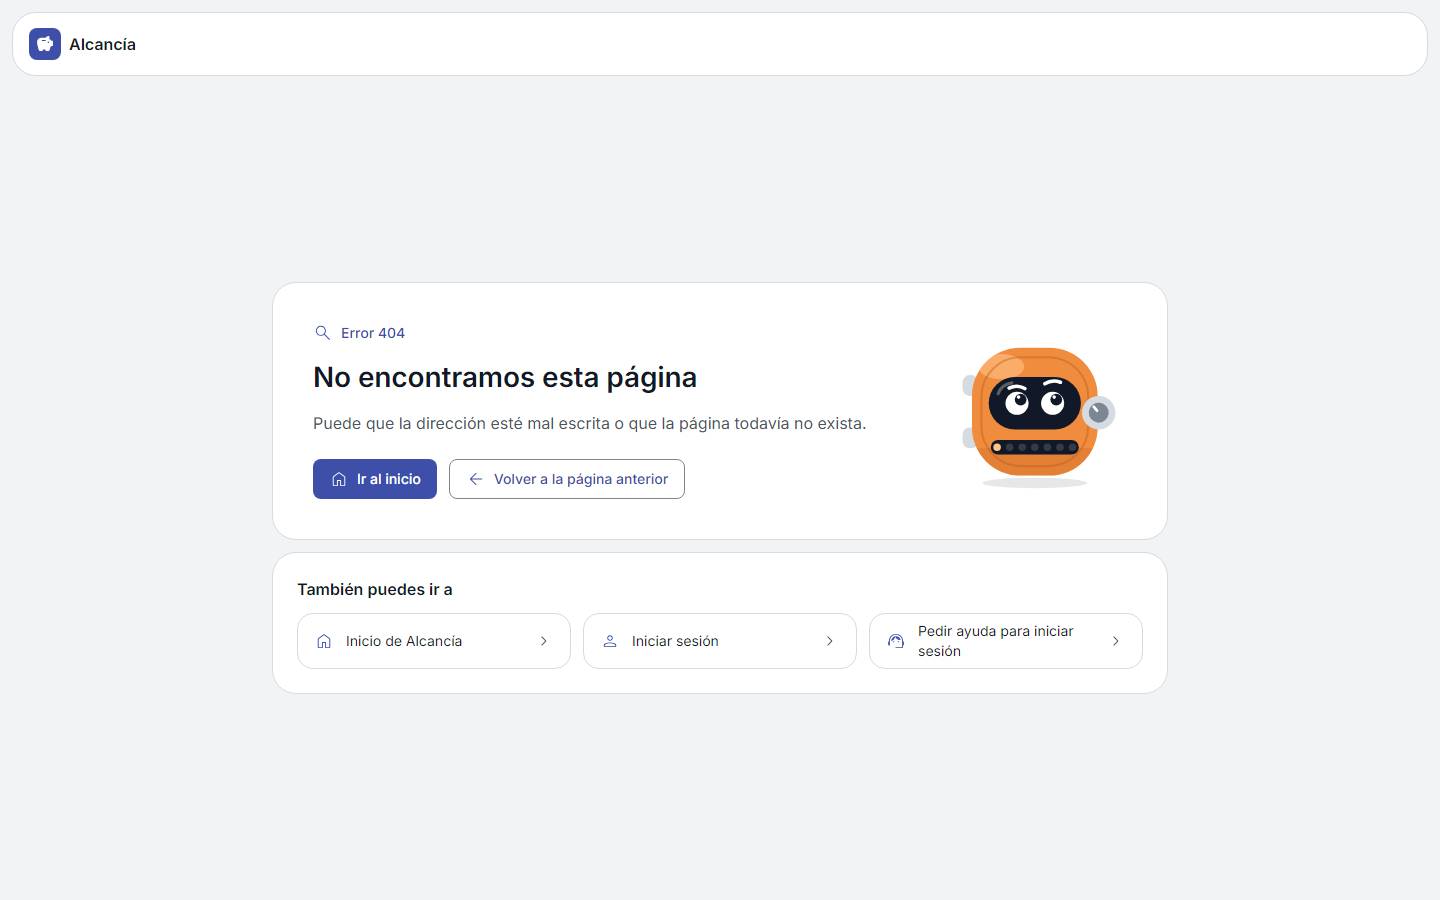 Alcancía
Error 404
No encontramos esta página
Puede que la dirección esté mal escrita o que la página todavía no exista.
Ir al inicio
Volver a la página anterior
También puedes ir a
Inicio de Alcancía
Iniciar sesión
Pedir ayuda para iniciar
sesión